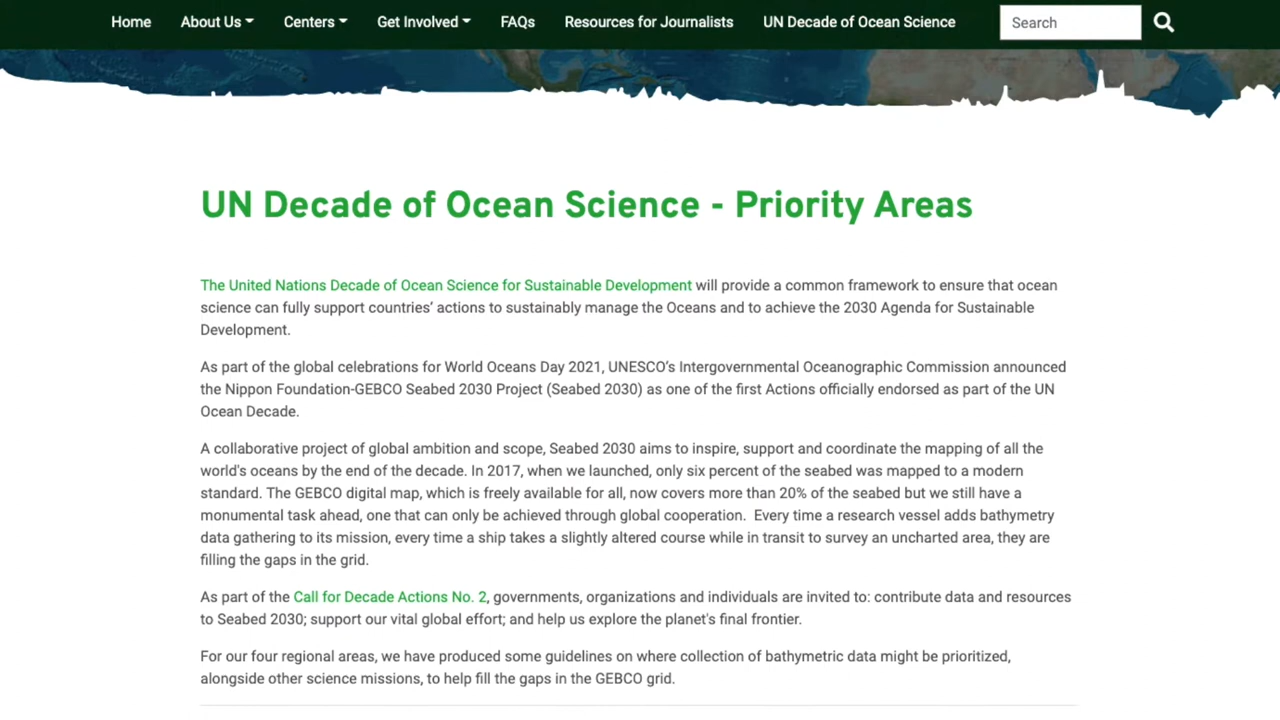 Home About Us Centers Get Involved FAQs Resources for Journalists UN Decade of Ocean Science Search
UN Decade of Ocean Science - Priority Areas
The United Nations Decade of Ocean Science for Sustainable Development will provide a common framework to ensure that ocean
science can fully support countries’ actions to sustainably manage the Oceans and to achieve the 2030 Agenda for Sustainable
Development.
As part of the global celebrations for World Oceans Day 2021, UNESCO’s Intergovernmental Oceanographic Commission announced
the Nippon Foundation-GEBCO Seabed 2030 Project (Seabed 2030) as one of the first Actions officially endorsed as part of the UN
Ocean Decade.
A collaborative project of global ambition and scope, Seabed 2030 aims to inspire, support and coordinate the mapping of all the
world's oceans by the end of the decade. In 2017, when we launched, only six percent of the seabed was mapped to a modern
standard. The GEBCO digital map, which is freely available for all, now covers more than 20% of the seabed but we still have a
monumental task ahead, one that can only be achieved through global cooperation. Every time a research vessel adds bathymetry
data gathering to its mission, every time a ship takes a slightly altered course while in transit to survey an uncharted area, they are
filling the gaps in the grid.
As part of the Call for Decade Actions No. 2, governments, organizations and individuals are invited to: contribute data and resources
to Seabed 2030; support our vital global effort; and help us explore the planet's final frontier.
For our four regional areas, we have produced some guidelines on where collection of bathymetric data might be prioritized,
alongside other science missions, to help fill the gaps in the GEBCO grid.